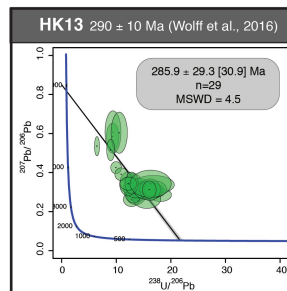 HK13 290 ± 10 Ma (Wolff et al., 2016)
285.9 ± 29.3 [30.9] Ma
n=29
MSWD = 4.5
²⁰⁷Pb/²⁰⁶Pb
1.0
0.8
0.6
0.4
0.2
0.0
2000
1000
500
0
10
20
30
40
²³⁸U/²⁰⁶Pb